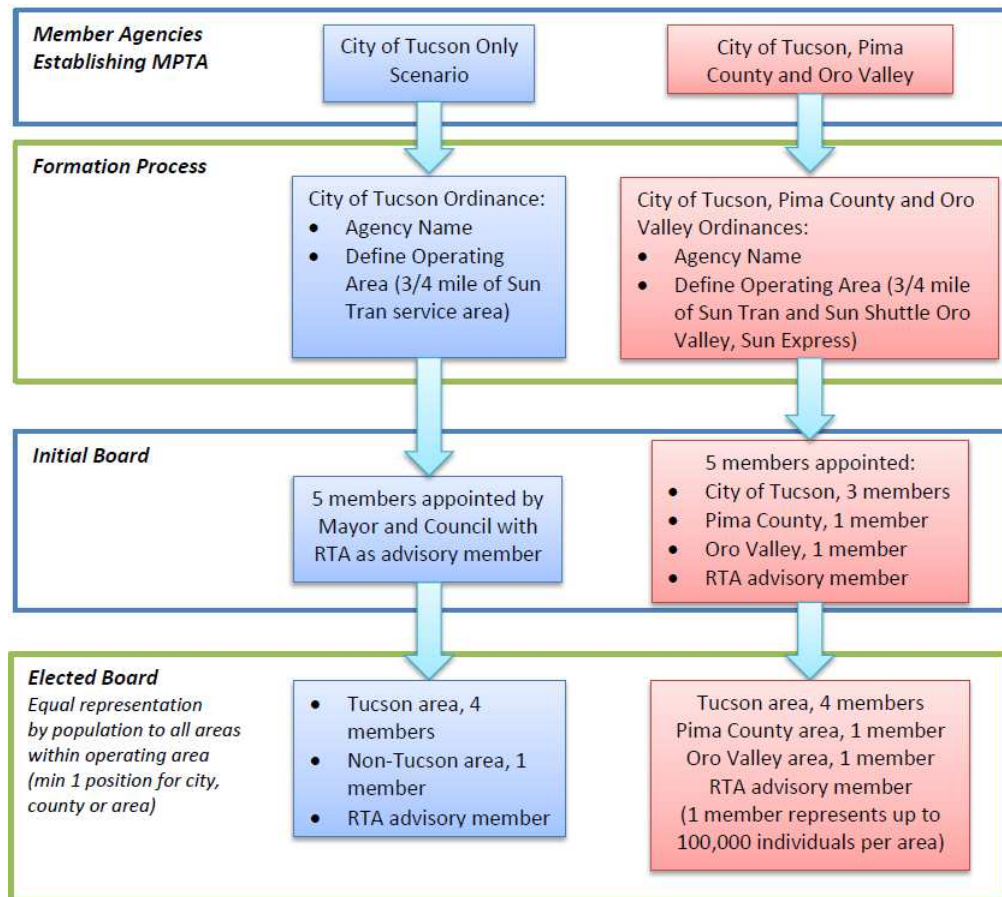 Member Agencies
Establishing MPTA
City of Tucson Only
Scenario
City of Tucson, Pima
County and Oro Valley
Formation Process
City of Tucson Ordinance:
• Agency Name
• Define Operating
Area (3/4 mile of Sun
Tran service area)
City of Tucson, Pima County and Oro
Valley Ordinances:
• Agency Name
• Define Operating Area (3/4 mile
of Sun Tran and Sun Shuttle Oro
Valley, Sun Express)
Initial Board
5 members appointed by
Mayor and Council with
RTA as advisory member
5 members appointed:
• City of Tucson, 3 members
• Pima County, 1 member
• Oro Valley, 1 member
• RTA advisory member
Elected Board
Equal representation
by population to all areas
within operating area
(min 1 position for city,
county or area)
• Tucson area, 4
members
• Non-Tucson area, 1
member
• RTA advisory member
Tucson area, 4 members
Pima County area, 1 member
Oro Valley area, 1 member
RTA advisory member
(1 member represents up to
100,000 individuals per area)